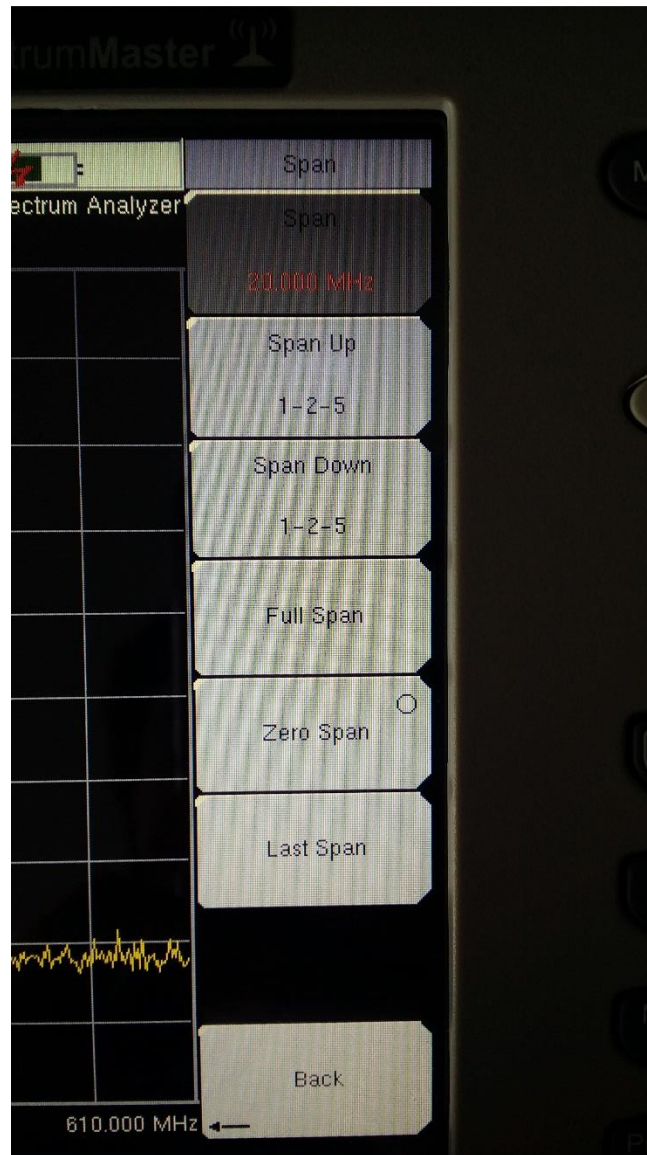 trumMaster
Span
ectrum Analyzer
Span
20.000 MHz
Span Up
1-2-5
Span Down
1-2-5
Full Span
Zero Span
Last Span
Back
610.000 MHz